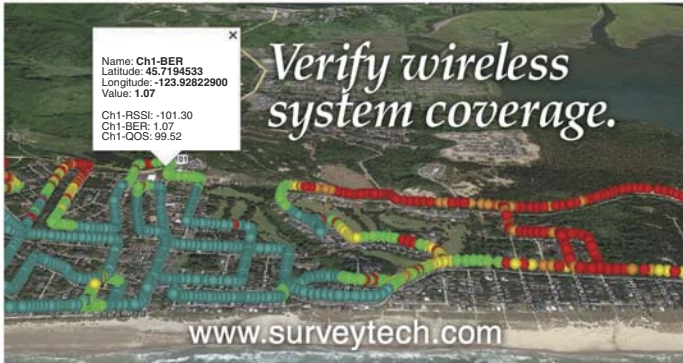 Name: Ch1-BER
Latitude: 45.7194533
Longitude: -123.92822900
Value: 1.07
Ch1-RSSI: -101.30
Ch1-BER: 1.07
Ch1-QOS: 99.52
101
Verify wireless
system coverage.
www.surveytech.com